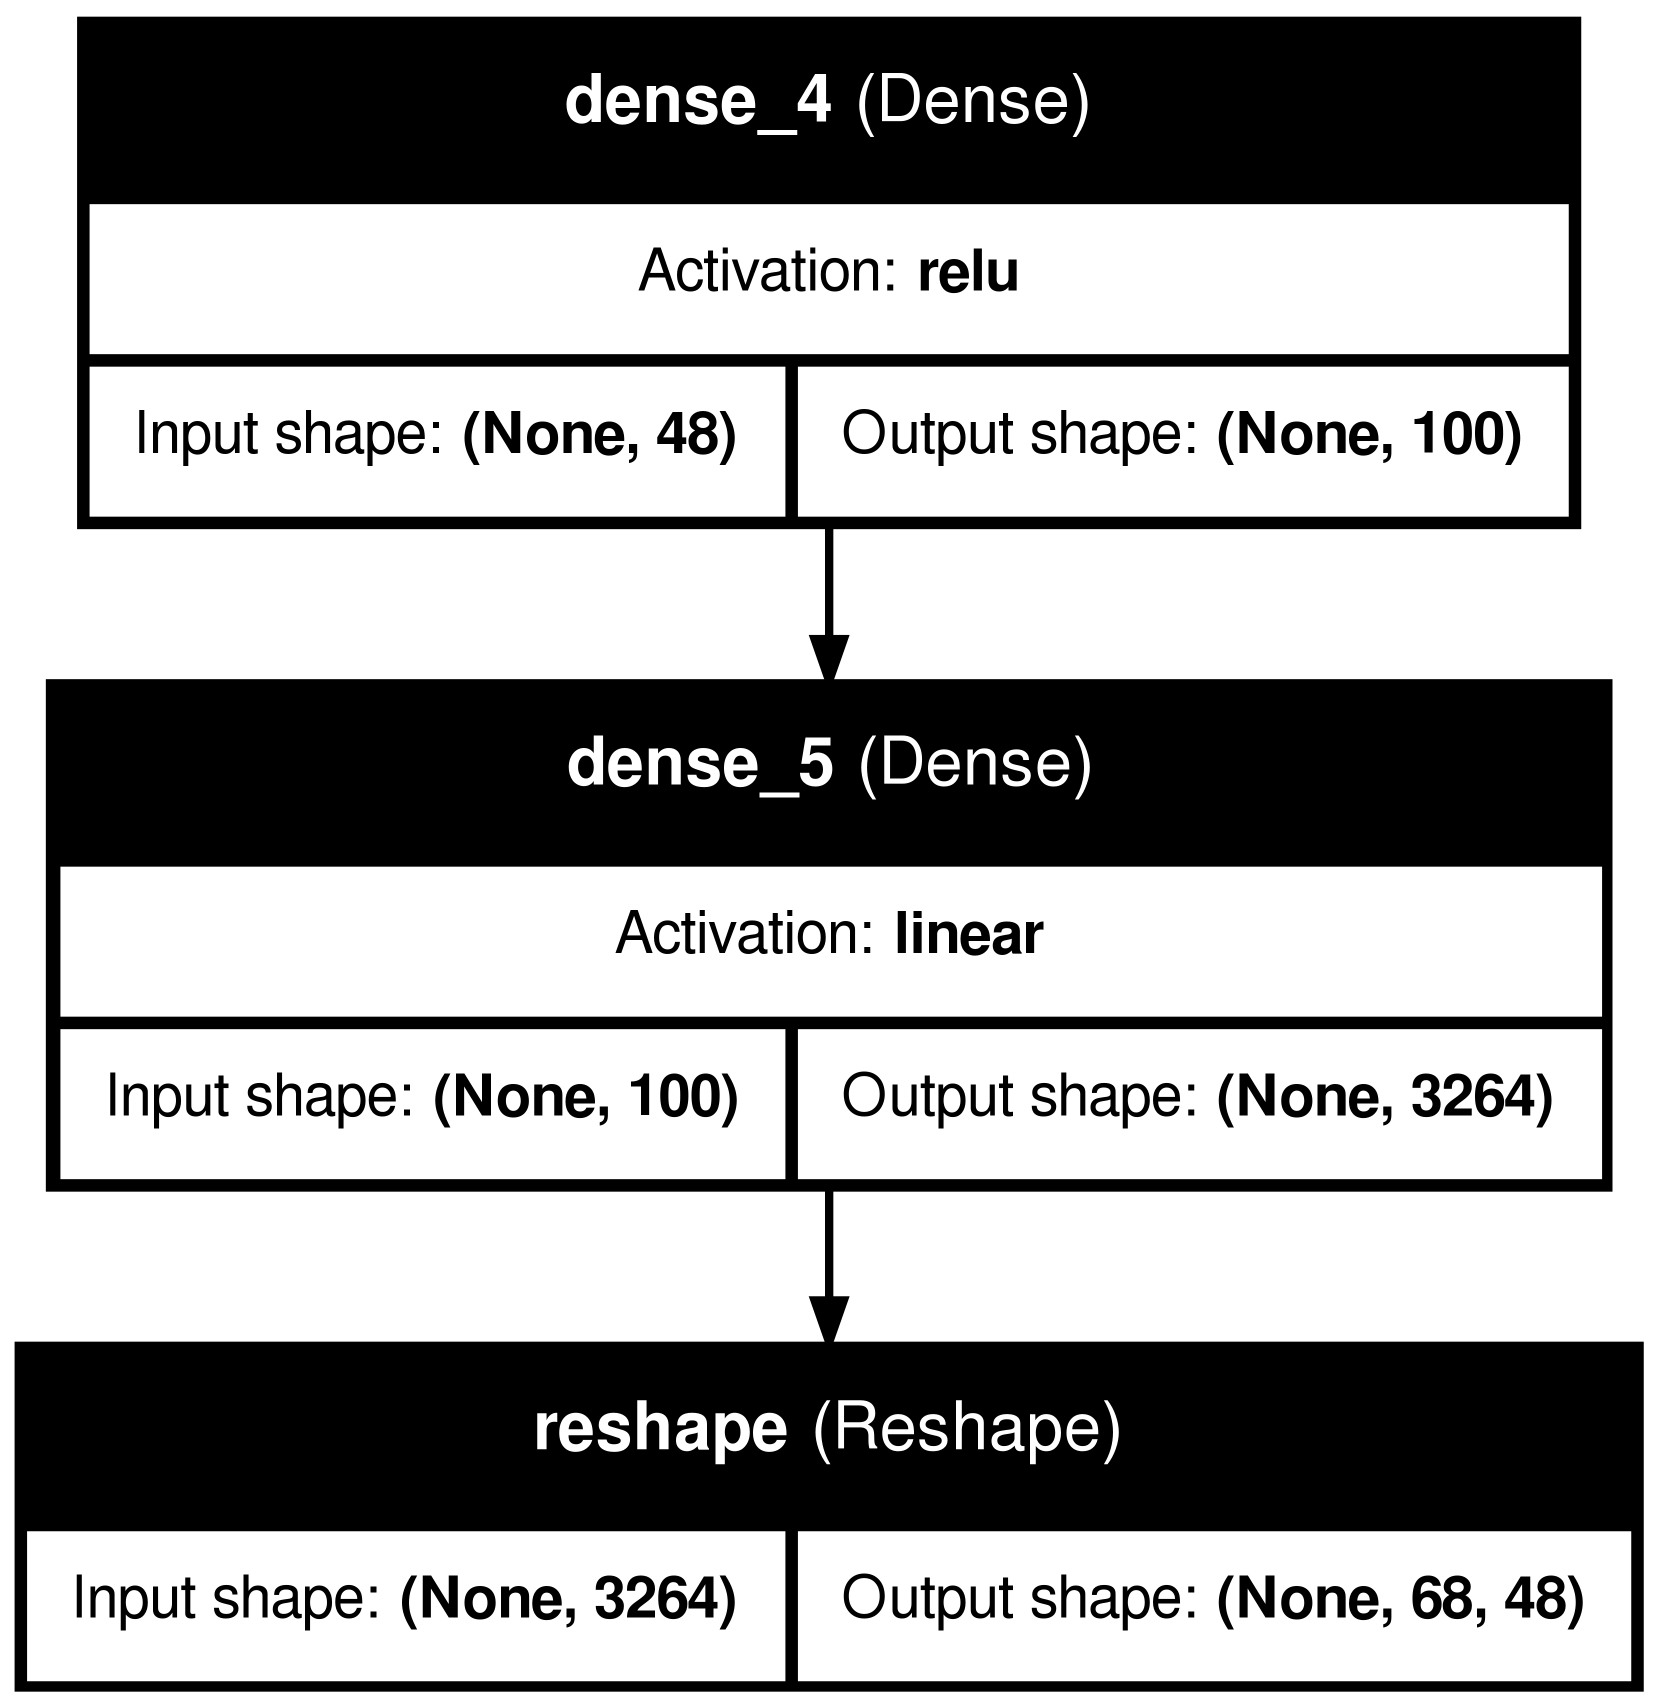 dense_4 (Dense)
Activation: relu
Input shape: (None, 48) Output shape: (None, 100)
dense_5 (Dense)
Activation: linear
Input shape: (None, 100) Output shape: (None, 3264)
reshape (Reshape)
Input shape: (None, 3264) Output shape: (None, 68, 48)